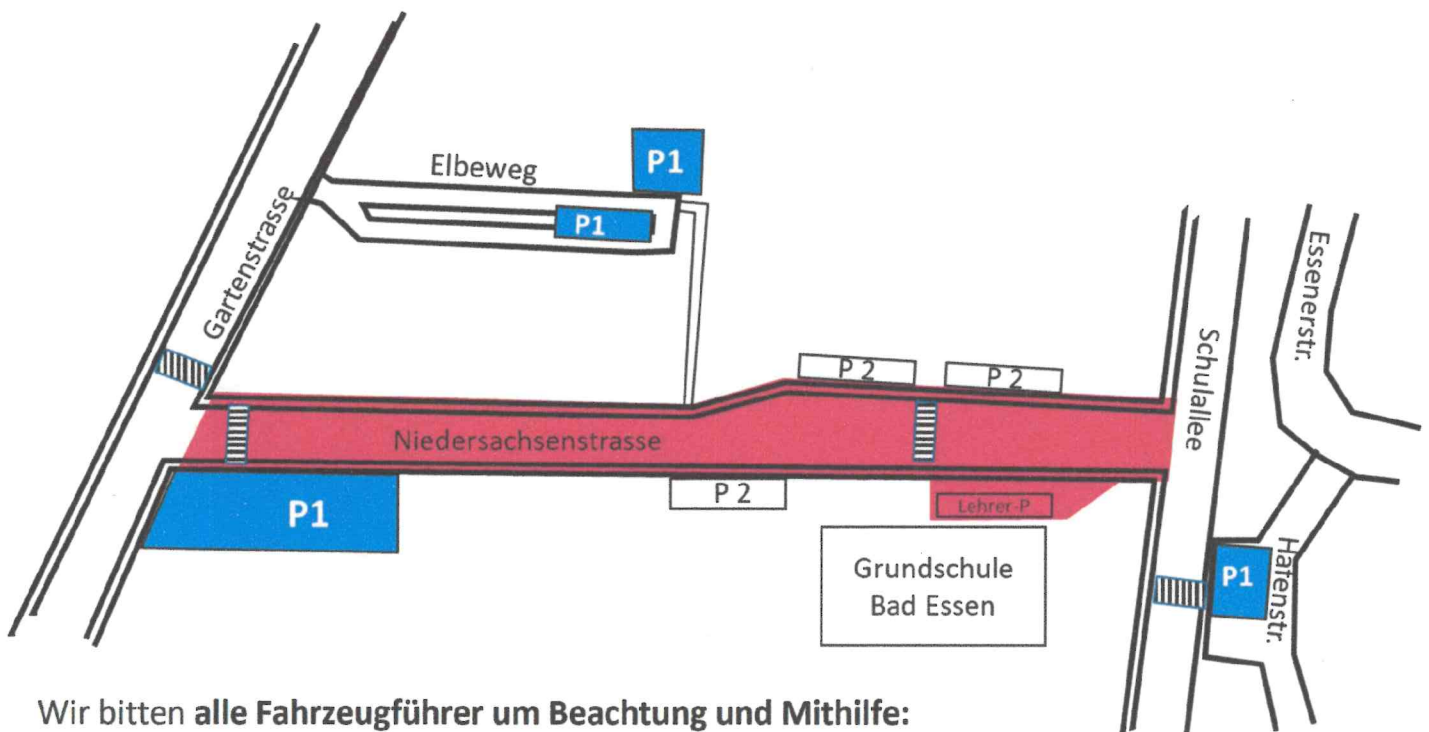 P1
Elbeweg
P1
Gartenstrasse
Essenerstr.
Schulallee
P 2
P 2
Niedersachsenstrasse
P1
P 2
Lehrer-P
Grundschule
Bad Essen
P1
Hafenstr.
Wir bitten alle Fahrzeugführer um Beachtung und Mithilfe: